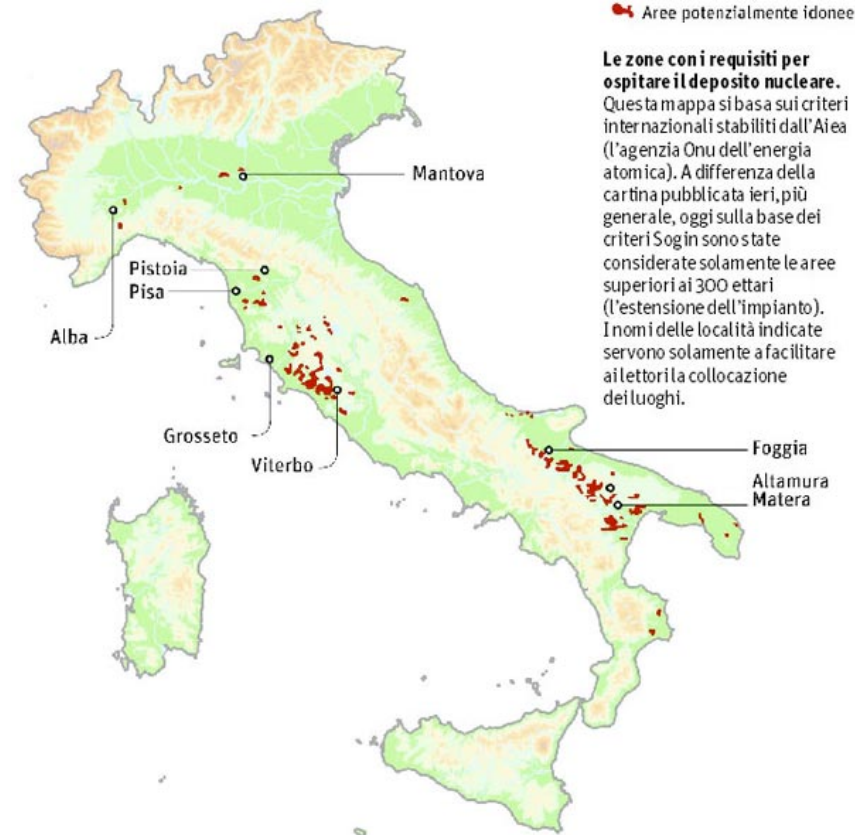 Aree potenzialmente idonee
Le zone con i requisiti per
ospitare il deposito nucleare.
Questa mappa si basa sui criteri
internazionali stabiliti dall'Aiea
(l'agenzia Onu dell'energia
atomica). A differenza della
cartina pubblicata ieri, più
generale, oggi sulla base dei
criteri Sogin sono state
considerate solamente le aree
superiori ai 300 ettari
(l'estensione dell'impianto).
I nomi delle località indicate
servono solamente a facilitare
ai lettori la collocazione
dei luoghi.
Mantova
Pistoia
Pisa
Alba
Grosseto
Viterbo
Foggia
Altamura
Matera